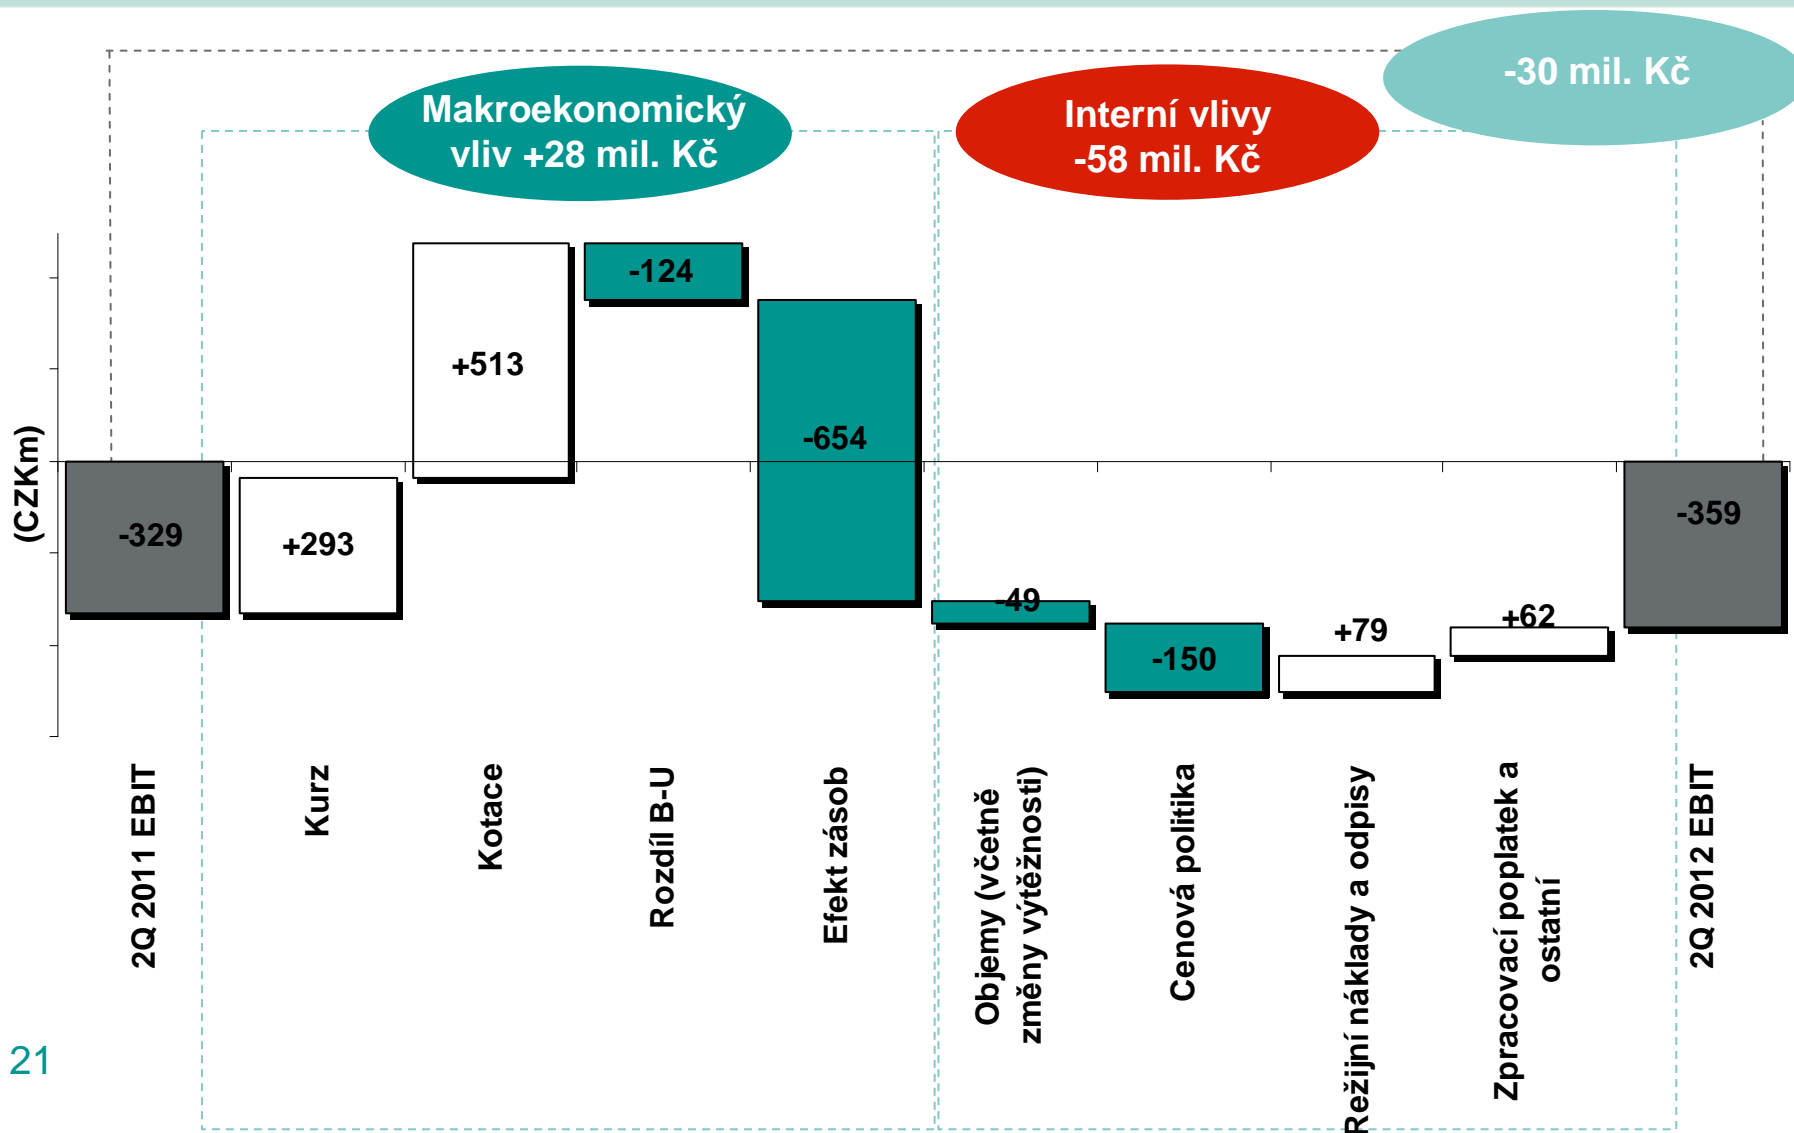 -30 mil. Kč
Makroekonomický
vliv +28 mil. Kč
Interní vlivy
-58 mil. Kč
(CZKm)
-329
+293
+513
-124
-654
-49
-150
+79
+62
-359
2Q 2011 EBIT
Kurz
Kotace
Rozdíl B-U
Efekt zásob
Objemy (včetně
změny výtěžnosti)
Cenová politika
Režijní náklady a odpisy
Zpracovací poplatek a
ostatní
2Q 2012 EBIT
21